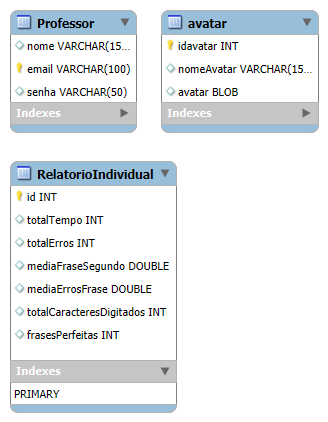 Professor
nome VARCHAR(15...
email VARCHAR(100)
senha VARCHAR(50)
Indexes
avatar
idavatar INT
nomeAvatar VARCHAR(15...
avatar BLOB
Indexes
RelatorioIndividual
id INT
totalTempo INT
totalErros INT
mediaFraseSegundo DOUBLE
mediaErrosFrase DOUBLE
totalCaracteresDigitados INT
frasesPerfeitas INT
Indexes
PRIMARY